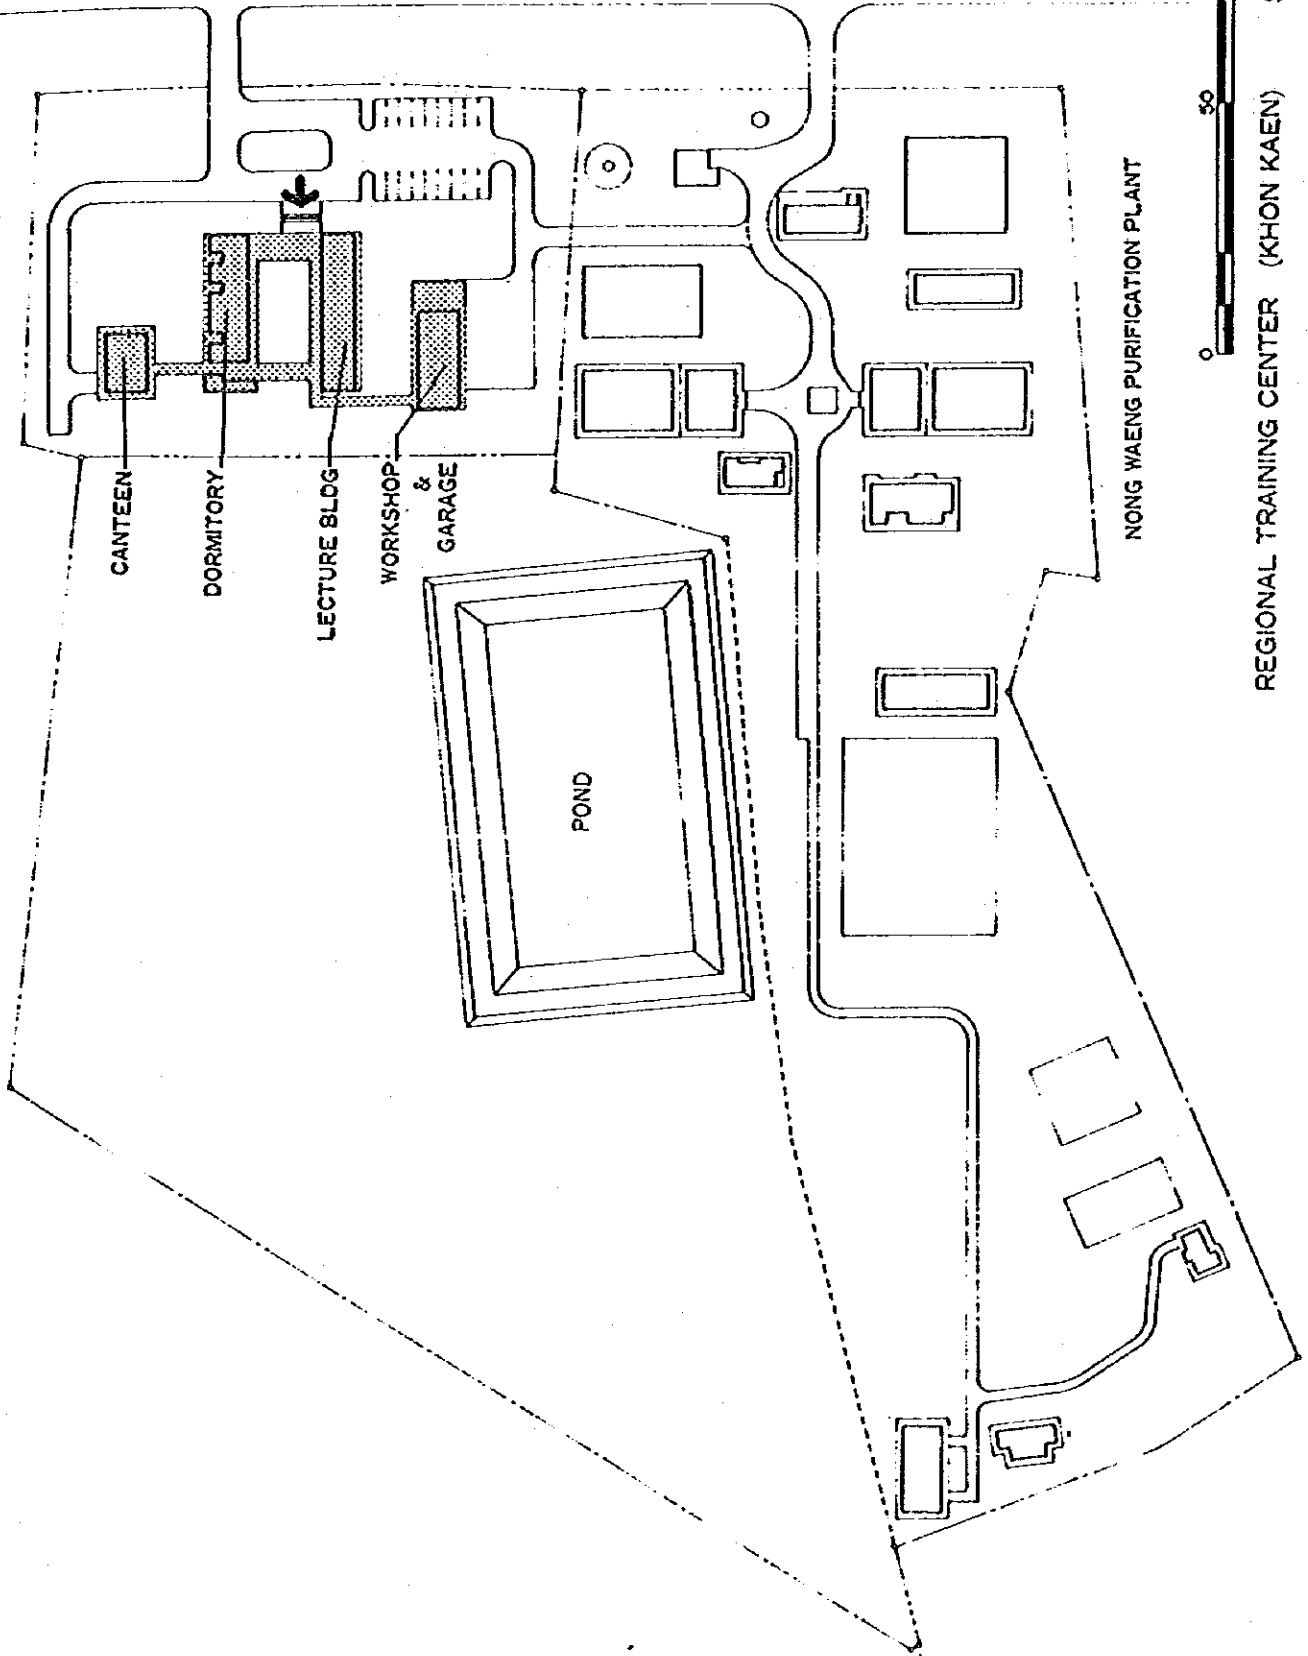 CANTEEN
DORMITORY
LECTURE BLDG
WORKSHOP
&
GARAGE
POND
NONG WAENG PURIFICATION PLANT
0
50
REGIONAL TRAINING CENTER (KHON KAEN)